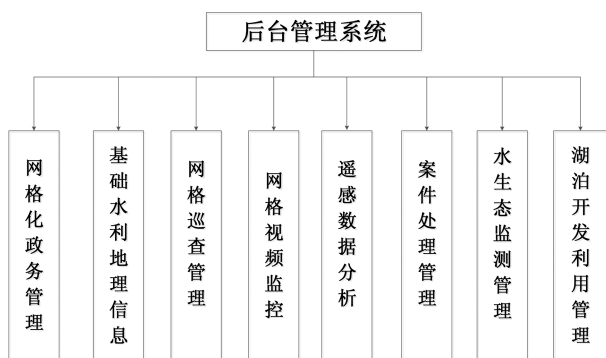 后台管理系统
网格化政务管理
基础水利地理信息
网格巡查管理
网格视频监控
遥感数据分析
案件处理管理
水生态监测管理
湖泊开发利用管理